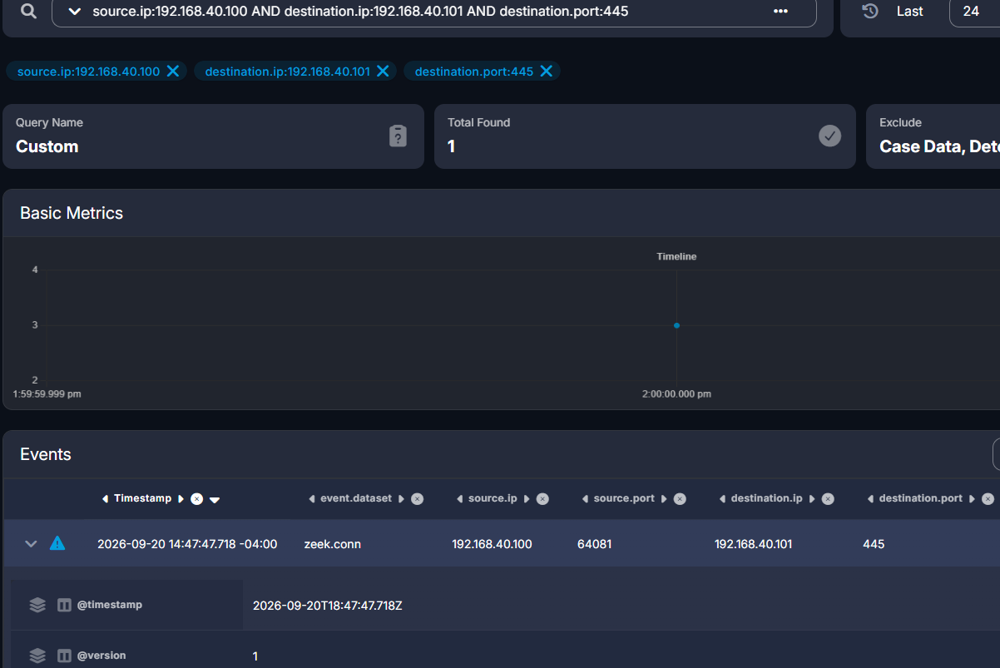 source.ip:192.168.40.100 AND destination.ip:192.168.40.101 AND destination.port:445
Last
24
source.ip:192.168.40.100
destination.ip:192.168.40.101
destination.port:445
Query Name
Custom
Total Found
1
Exclude
Case Data, Dete
Basic Metrics
Timeline
4
3
2
1:59:59.999 pm
2:00:00.000 pm
Events
Timestamp event.dataset source.ip source.port destination.ip destination.port
2026-09-20 14:47:47.718 -04:00 zeek.conn 192.168.40.100 64081 192.168.40.101 445
@timestamp 2026-09-20T18:47:47.718Z
@version 1